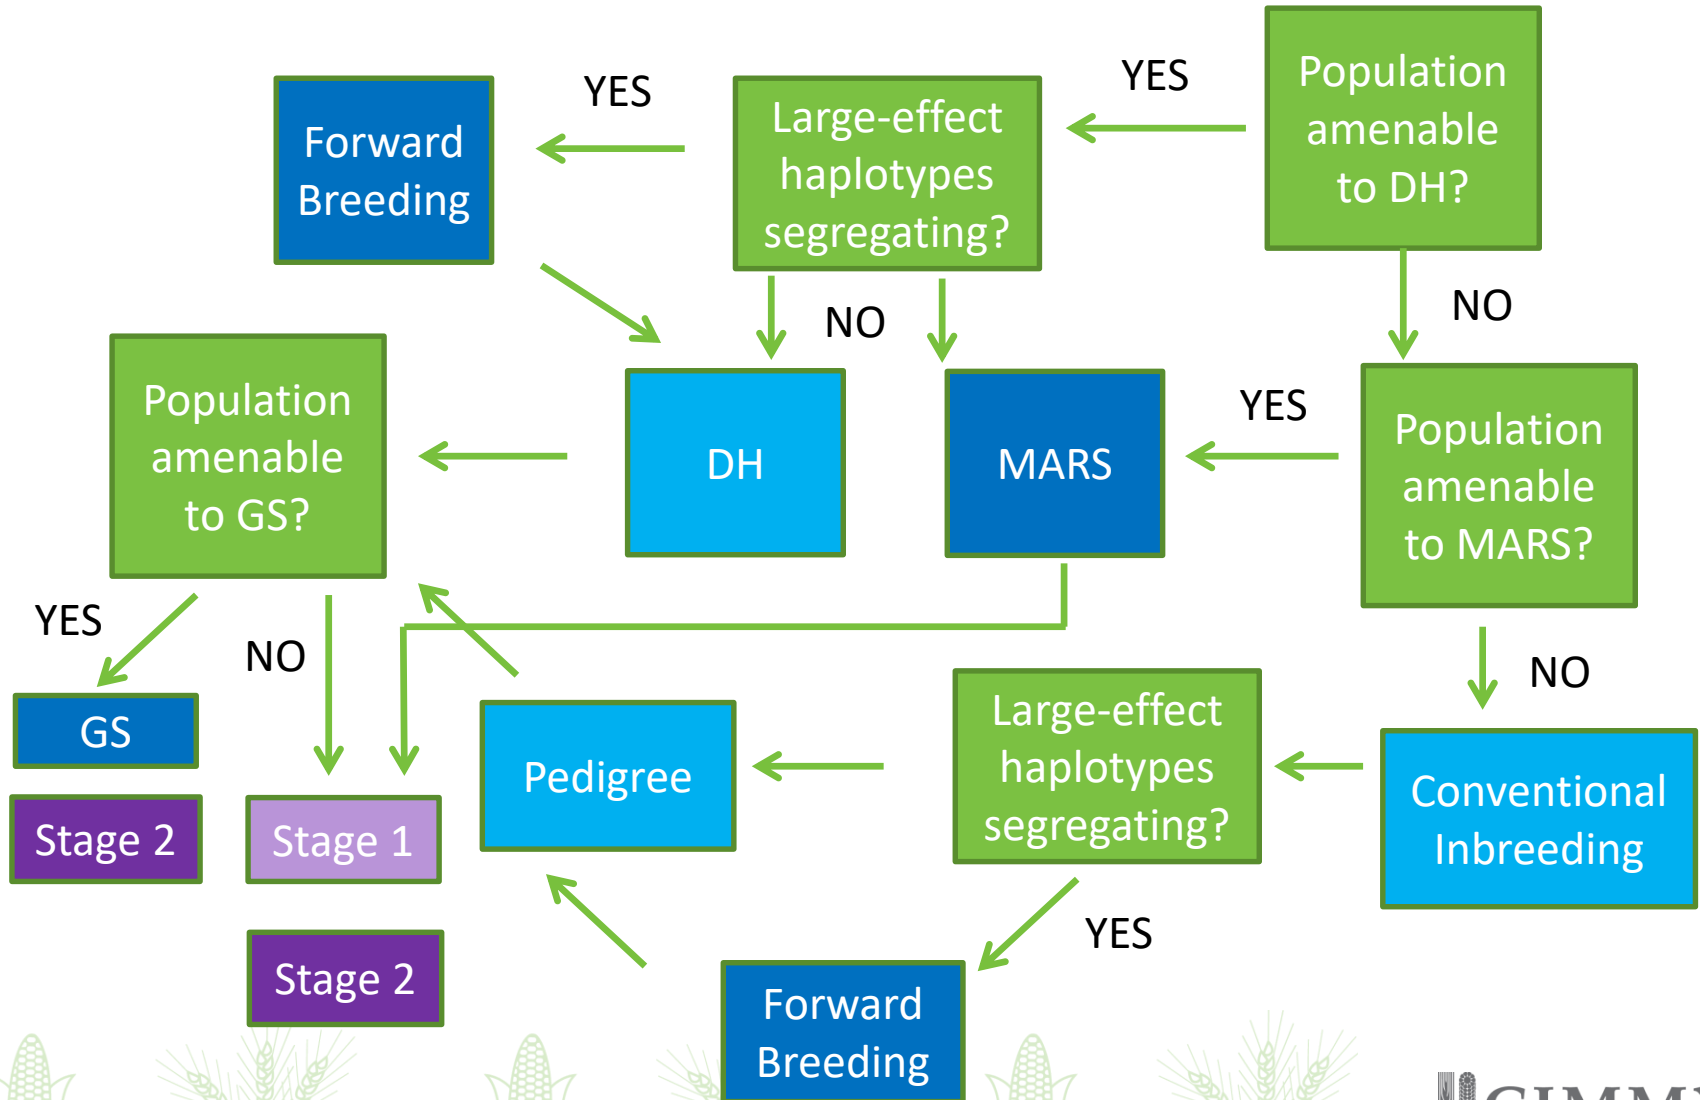 Population
amenable
to DH?
YES
Large-effect
haplotypes
segregating?
YES
Forward
Breeding
NO
NO
Population
amenable
to GS?
DH
MARS
YES
Population
amenable
to MARS?
YES
NO
NO
GS
Stage 2
Stage 1
Stage 2
Pedigree
Large-effect
haplotypes
segregating?
Conventional
Inbreeding
YES
Forward
Breeding